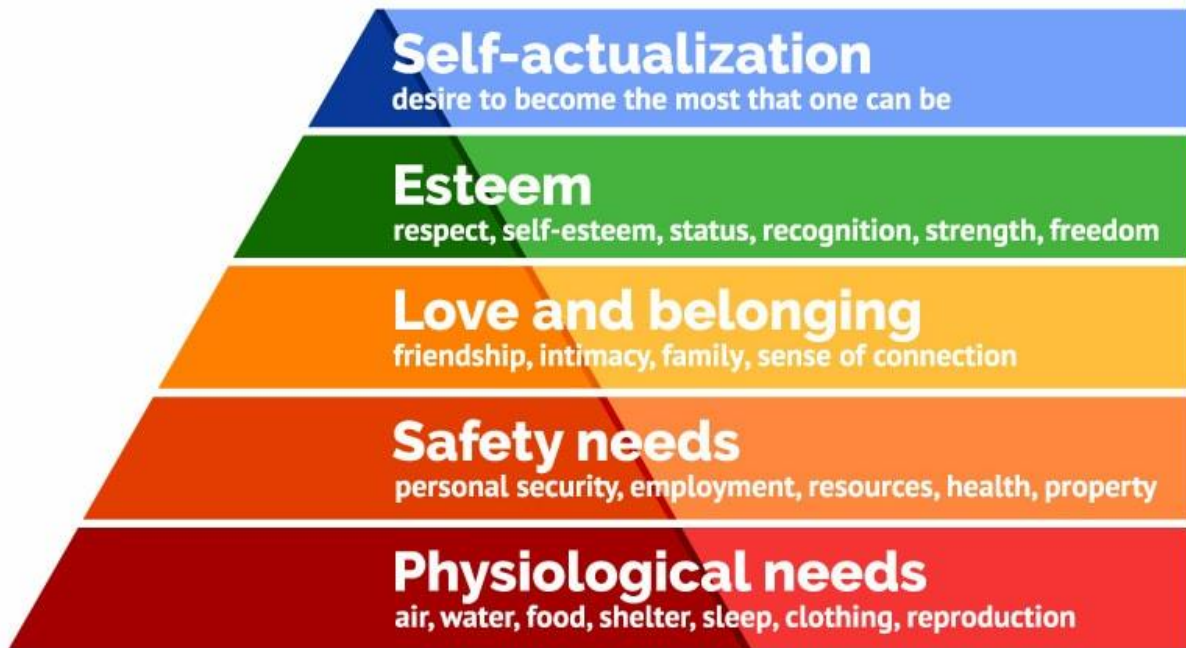 Self-actualization
desire to become the most that one can be
Esteem
respect, self-esteem, status, recognition, strength, freedom
Love and belonging
friendship, intimacy, family, sense of connection
Safety needs
personal security, employment, resources, health, property
Physiological needs
air, water, food, shelter, sleep, clothing, reproduction